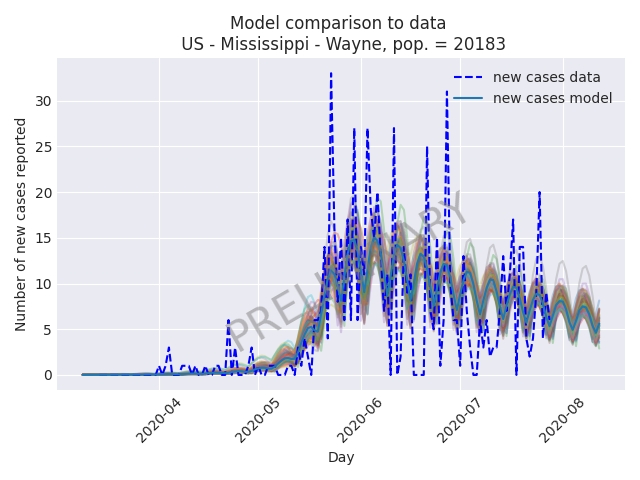 Model comparison to data
US - Mississippi - Wayne, pop. = 20183
new cases data
new cases model
Number of new cases reported
30
25
20
15
10
5
0
PRELIMINARY
2020-04
2020-05
2020-06
2020-07
2020-08
Day